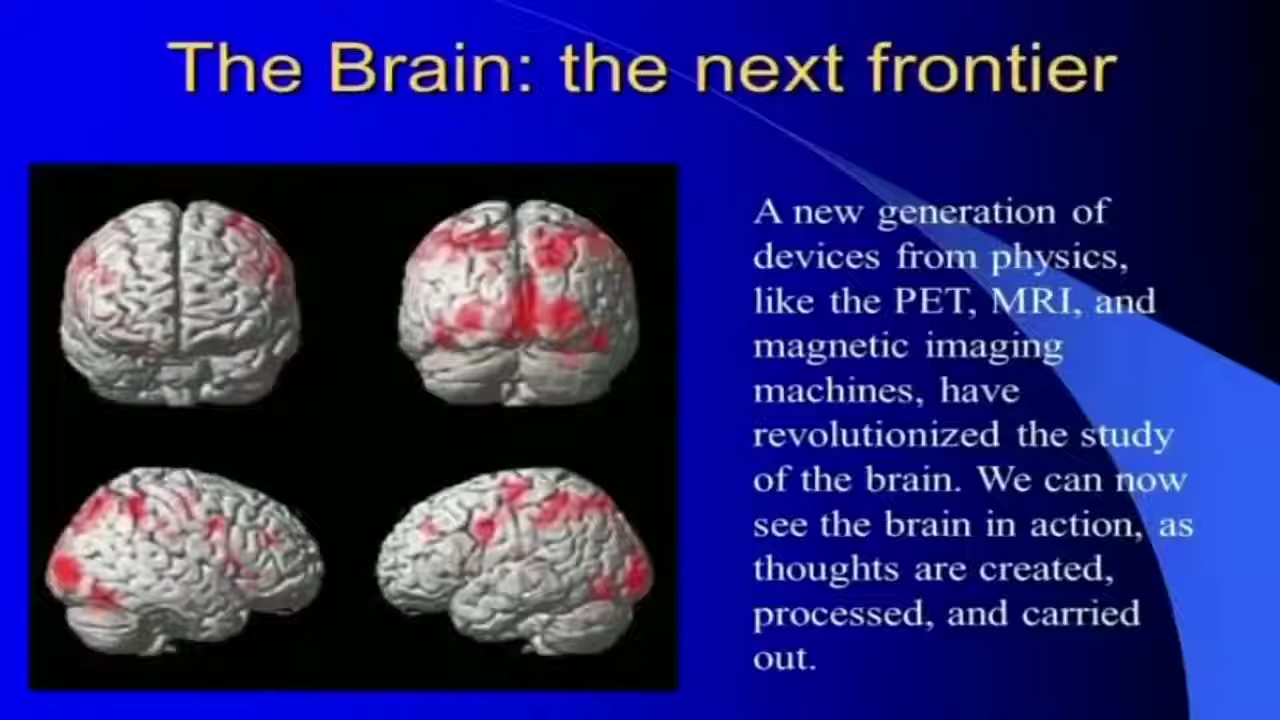 The Brain: the next frontier
A new generation of
devices from physics,
like the PET, MRI, and
magnetic imaging
machines, have
revolutionized the study
of the brain. We can now
see the brain in action, as
thoughts are created,
processed, and carried
out.